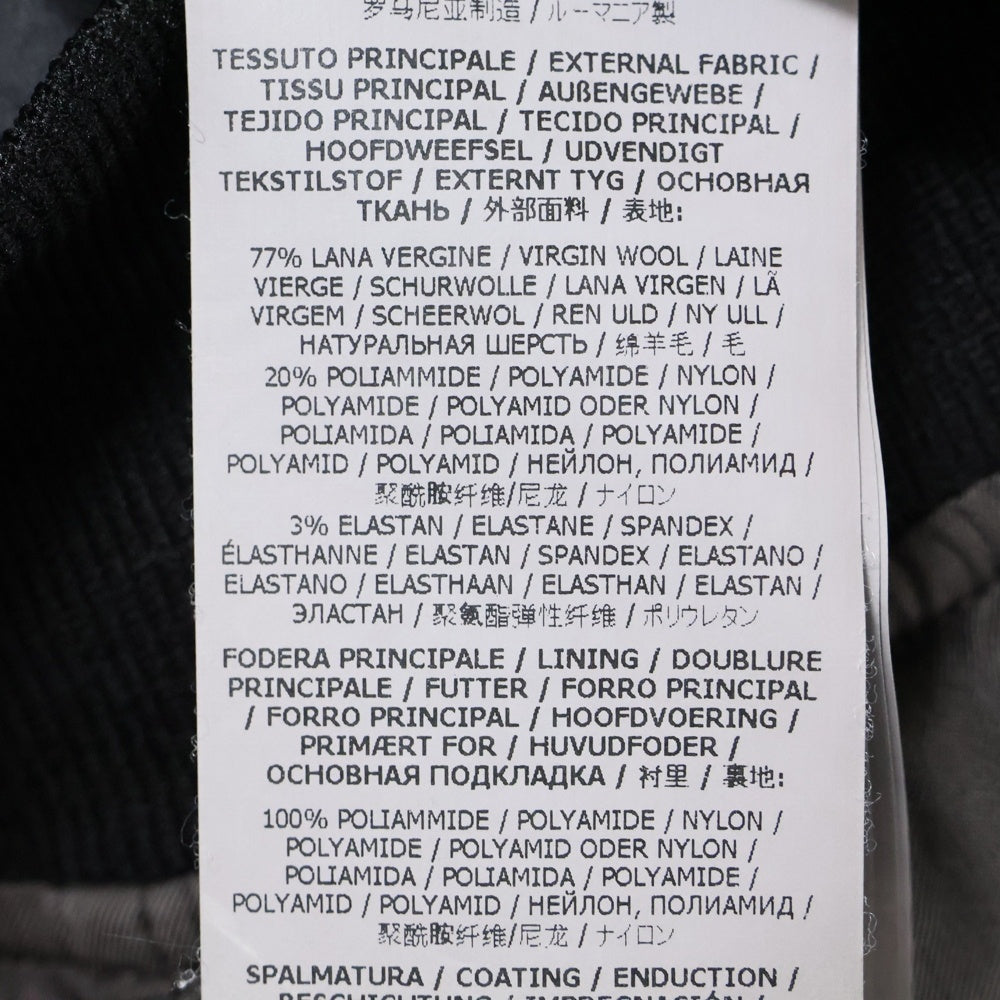 罗马尼亚制造 / ルーマニア製
TESSUTO PRINCIPALE / EXTERNAL FABRIC /
TISSU PRINCIPAL / AUßENGEWEBE /
TEJIDO PRINCIPAL / TECIDO PRINCIPAL /
HOOFDWEEFSEL / UDVENDIGT
TEKSTILSTOF / EXTERNT TYG / ОСНОВНАЯ
ТКАНЬ / 外部面料 / 表地:
77% LANA VERGINE / VIRGIN WOOL / LAINE
VIERGE / SCHURWOLLE / LANA VIRGEN / LÃ
VIRGEM / SCHEERWOL / REN ULD / NY ULL /
НАТУРАЛЬНАЯ ШЕРСТЬ / 绵羊毛 / 毛
20% POLIAMMIDE / POLYAMIDE / NYLON /
POLYAMIDE / POLYAMID ODER NYLON /
POLIAMIDA / POLIAMIDA / POLYAMIDE /
POLYAMID / POLYAMID / НЕЙЛОН, ПОЛИАМИД /
聚酰胺纤维/尼龙 / ナイロン
3% ELASTAN / ELASTANE / SPANDEX /
ÉLASTHANNE / ELASTAN / SPANDEX / ELASTANO /
ELASTANO / ELASTHAAN / ELASTHAN / ELASTAN /
ЭЛАСТАН / 聚氨酯弹性纤维 / ポリウレタン
FODERA PRINCIPALE / LINING / DOUBLURE
PRINCIPALE / FUTTER / FORRO PRINCIPAL
/ FORRO PRINCIPAL / HOOFDVOERING /
PRIMÆRT FOR / HUVUDFODER /
ОСНОВНАЯ ПОДКЛАДКА / 衬里 / 裏地:
100% POLIAMMIDE / POLYAMIDE / NYLON /
POLYAMIDE / POLYAMID ODER NYLON /
POLIAMIDA / POLIAMIDA / POLYAMIDE /
POLYAMID / POLYAMID / НЕЙЛОН, ПОЛИАМИД /
聚酰胺纤维/尼龙 / ナイロン
SPALMATURA / COATING / ENDUCTION /
BESCHICHTUNG / IMPREGNACIÓN /